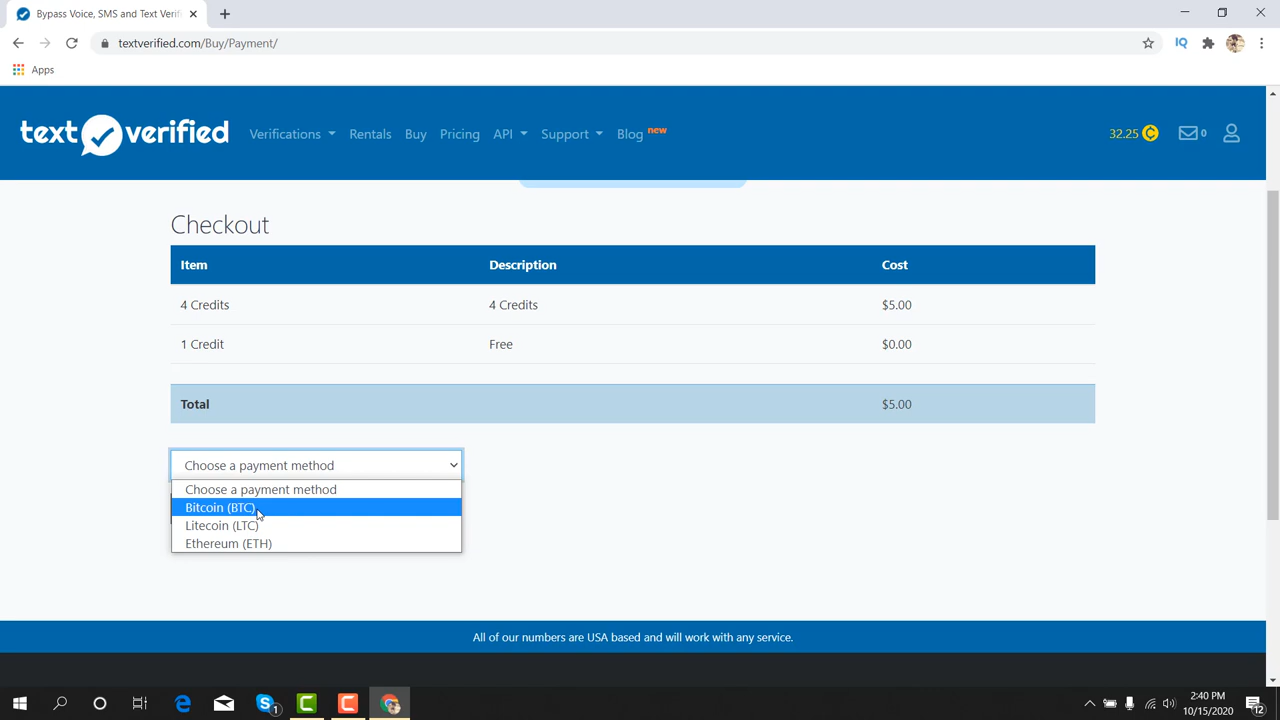 Bypass Voice, SMS and Text Verif
textverified.com/Buy/Payment/
IQ
Apps
text verified
Verifications Rentals Buy Pricing API Support Blog new
32.25 0
Checkout
Item Description Cost
4 Credits 4 Credits $5.00
1 Credit Free $0.00
Total $5.00
Choose a payment method
Choose a payment method
Bitcoin (BTC)
Litecoin (LTC)
Ethereum (ETH)
All of our numbers are USA based and will work with any service.
2:40 PM
10/15/2020
1
12